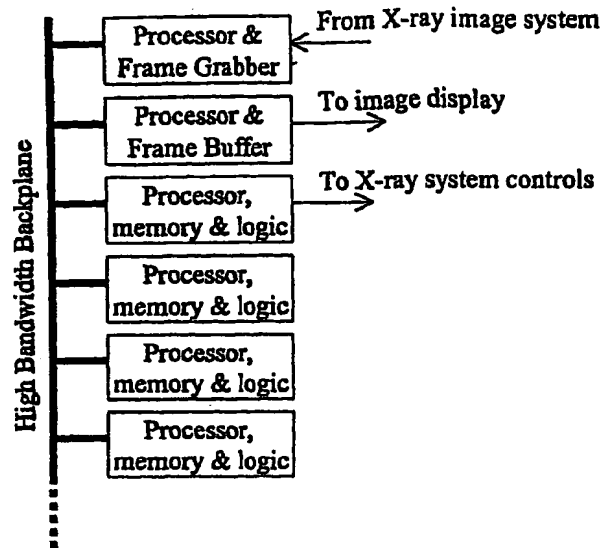 Processor &
Frame Grabber
From X-ray image system
Processor &
Frame Buffer
To image display
Processor,
memory & logic
To X-ray system controls
Processor,
memory & logic
Processor,
memory & logic
Processor,
memory & logic
High Bandwidth Backplane